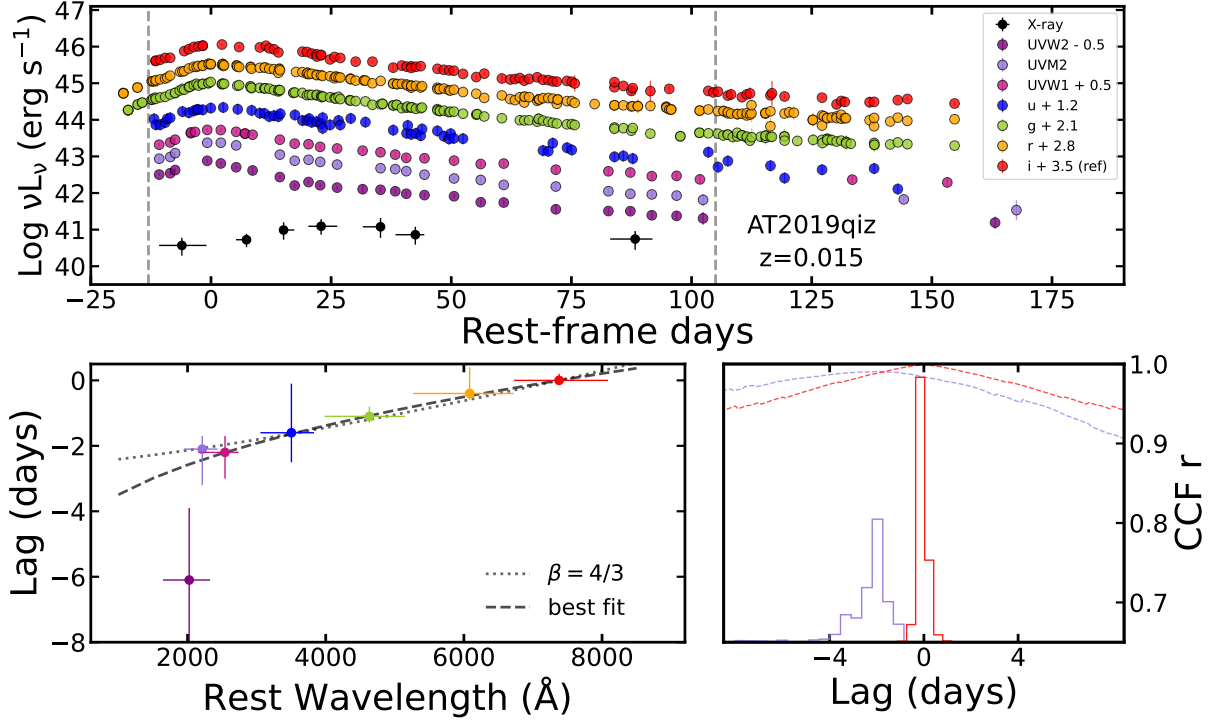 Log νLν (erg s⁻¹)
47
46
45
44
43
42
41
40
X-ray
UVW2 - 0.5
UVM2
UVW1 + 0.5
u + 1.2
g + 2.1
r + 2.8
i + 3.5 (ref)
AT2019qiz
z=0.015
−25 0 25 50 75 100 125 150 175
Rest-frame days
Lag (days)
0
−2
−4
−6
−8
β = 4/3
best fit
2000 4000 6000 8000
Rest Wavelength (Å)
1.0
0.9
0.8
0.7
CCF r
−4 0 4
Lag (days)